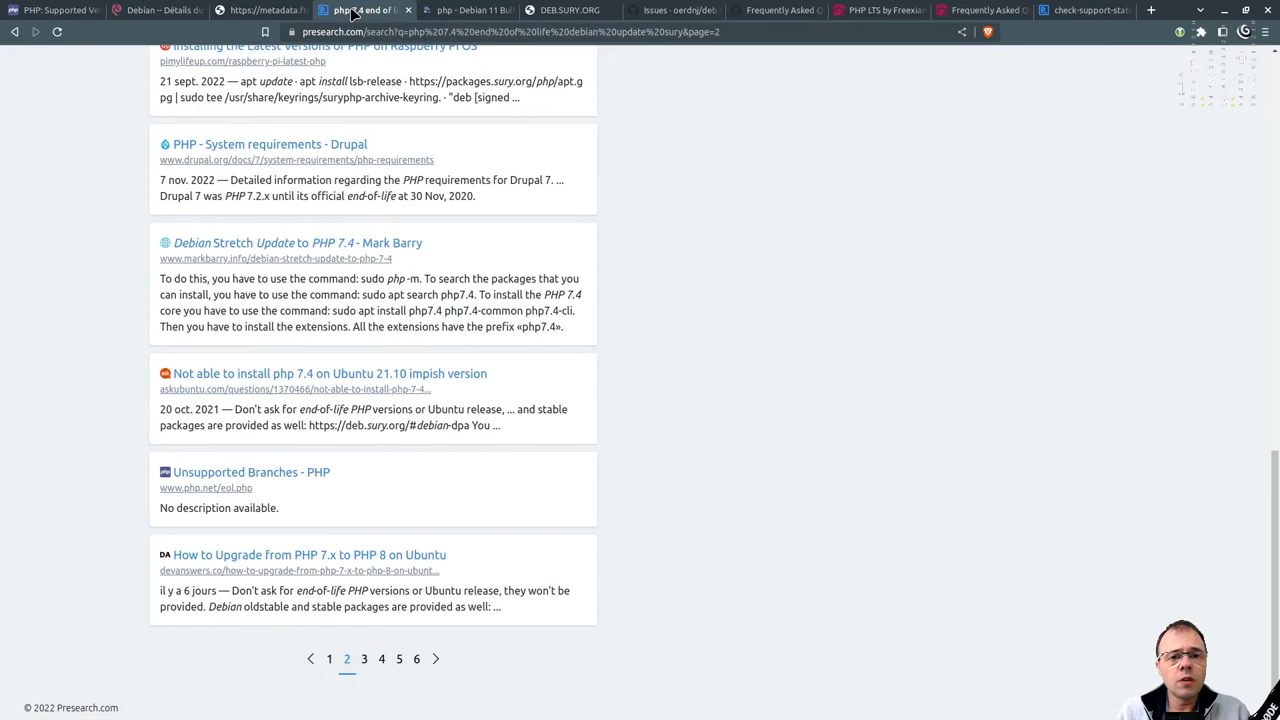 PHP: Supported Ver
Debian -- Détails du
https://metadata.ft
php 7.4 end of li
php - Debian 11 Bull
DEB.SURY.ORG
Issues · oerdnj/deb
Frequently Asked Q
PHP LTS by Freexian
Frequently Asked Q
check-support-stat
presearch.com/search?q=php%207.4%20end%20of%20life%20debian%20update%20sury&page=2
Installing the Latest Versions of PHP on Raspberry Pi OS
pimylifeup.com/raspberry-pi-latest-php
21 sept. 2022 — apt update · apt install lsb-release · https://packages.sury.org/php/apt.g
pg | sudo tee /usr/share/keyrings/suryphp-archive-keyring. · "deb [signed ...
PHP - System requirements - Drupal
www.drupal.org/docs/7/system-requirements/php-requirements
7 nov. 2022 — Detailed information regarding the PHP requirements for Drupal 7. ...
Drupal 7 was PHP 7.2.x until its official end-of-life at 30 Nov, 2020.
Debian Stretch Update to PHP 7.4 - Mark Barry
www.markbarry.info/debian-stretch-update-to-php-7-4
To do this, you have to use the command: sudo php -m. To search the packages that you
can install, you have to use the command: sudo apt search php7.4. To install the PHP 7.4
core you have to use the command: sudo apt install php7.4 php7.4-common php7.4-cli.
Then you have to install the extensions. All the extensions have the prefix «php7.4».
Not able to install php 7.4 on Ubuntu 21.10 impish version
askubuntu.com/questions/1370466/not-able-to-install-php-7-4...
20 oct. 2021 — Don't ask for end-of-life PHP versions or Ubuntu release, ... and stable
packages are provided as well: https://deb.sury.org/#debian-dpa You ...
php
Unsupported Branches - PHP
www.php.net/eol.php
No description available.
DA How to Upgrade from PHP 7.x to PHP 8 on Ubuntu
devanswers.co/how-to-upgrade-from-php-7-x-to-php-8-on-ubunt...
il y a 6 jours — Don't ask for end-of-life PHP versions or Ubuntu release, they won't be
provided. Debian oldstable and stable packages are provided as well: ...
1 2 3 4 5 6
© 2022 Presearch.com
ODE